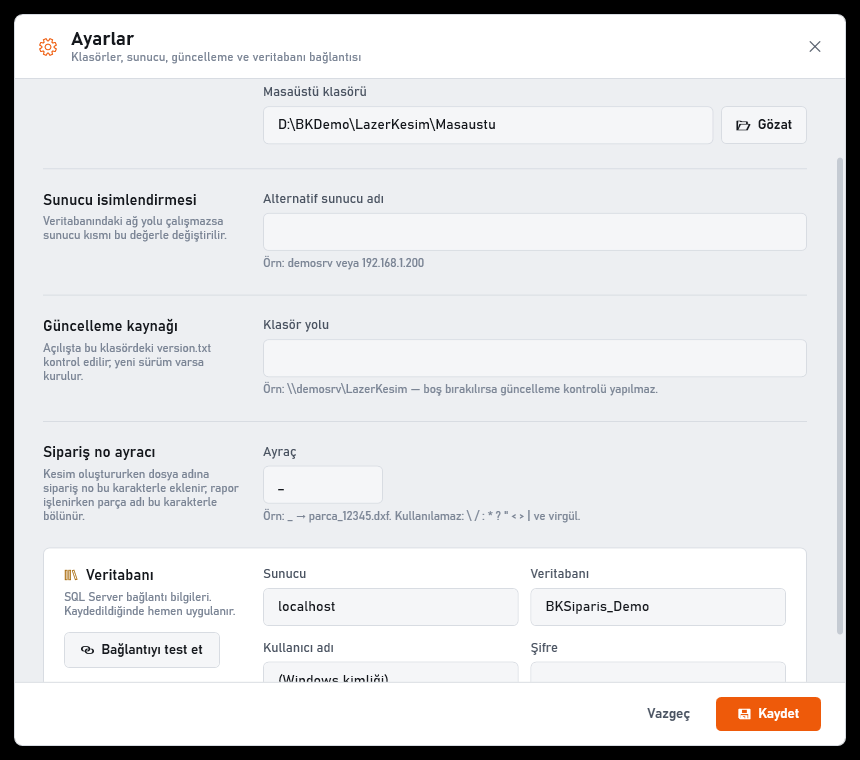 Ayarlar
Klasörler, sunucu, güncelleme ve veritabanı bağlantısı
Masaüstü klasörü
D:\BKDemo\LazerKesim\Masaustu
Gözat
Sunucu isimlendirmesi
Veritabanındaki ağ yolu çalışmazsa
sunucu kısmı bu değerle değiştirilir.
Alternatif sunucu adı
Örn: demosrv veya 192.168.1.200
Güncelleme kaynağı
Açılışta bu klasördeki version.txt
kontrol edilir; yeni sürüm varsa
kurulur.
Klasör yolu
Örn: \\demosrv\LazerKesim — boş bırakılırsa güncelleme kontrolü yapılmaz.
Sipariş no ayracı
Kesim oluştururken dosya adına
sipariş no bu karakterle eklenir; rapor
işlenirken parça adı bu karakterle
bölünür.
Ayraç
_
Örn: _ → parca_12345.dxf. Kullanılamaz: \ / : * ? " < > | ve virgül.
Veritabanı
SQL Server bağlantı bilgileri.
Kaydedildiğinde hemen uygulanır.
Bağlantıyı test et
Sunucu
localhost
Veritabanı
BKSiparis_Demo
Kullanıcı adı
(Windows kimliği)
Şifre
Vazgeç
Kaydet